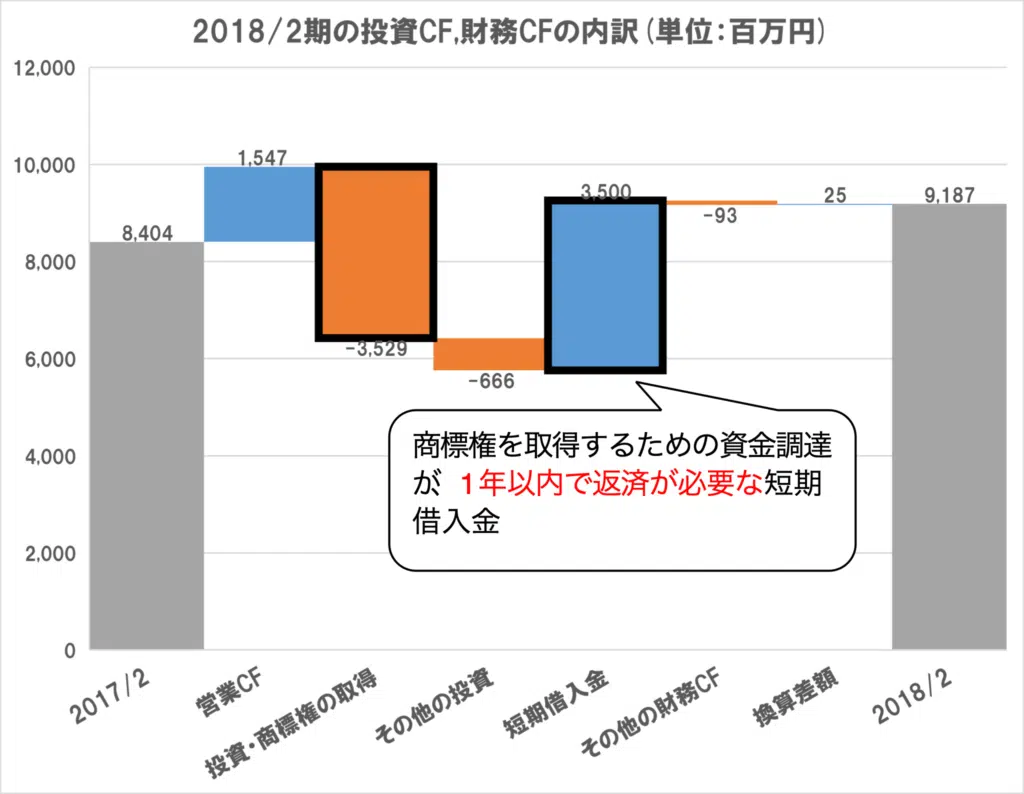 2018/2期の投資CF,財務CFの内訳(単位:百万円)
12,000
10,000
8,000
6,000
4,000
2,000
0
8,404
1,547
-3,529
-666
3,500
-93
25
9,187
商標権を取得するための資金調達
が、1年以内で返済が必要な短期
借入金
2017/2
営業CF
投資・商標権の取得
その他の投資
短期借入金
その他の財務CF
換算差額
2018/2